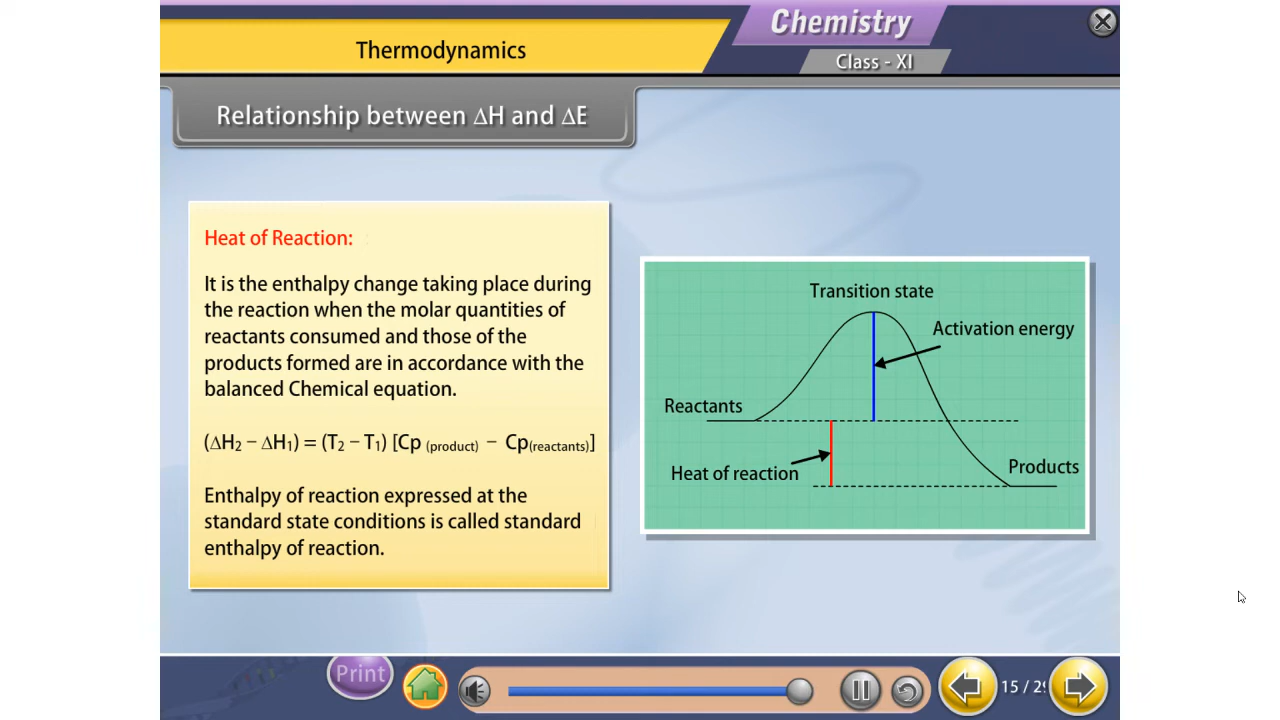 Thermodynamics
Chemistry
Class - XI
Relationship between ΔH and ΔE
Heat of Reaction:
It is the enthalpy change taking place during
the reaction when the molar quantities of
reactants consumed and those of the
products formed are in accordance with the
balanced Chemical equation.
(ΔH₂ − ΔH₁) = (T₂ − T₁) [Cp (product) − Cp(reactants)]
Enthalpy of reaction expressed at the
standard state conditions is called standard
enthalpy of reaction.
Transition state
Activation energy
Reactants
Heat of reaction
Products
Print
15 / 29